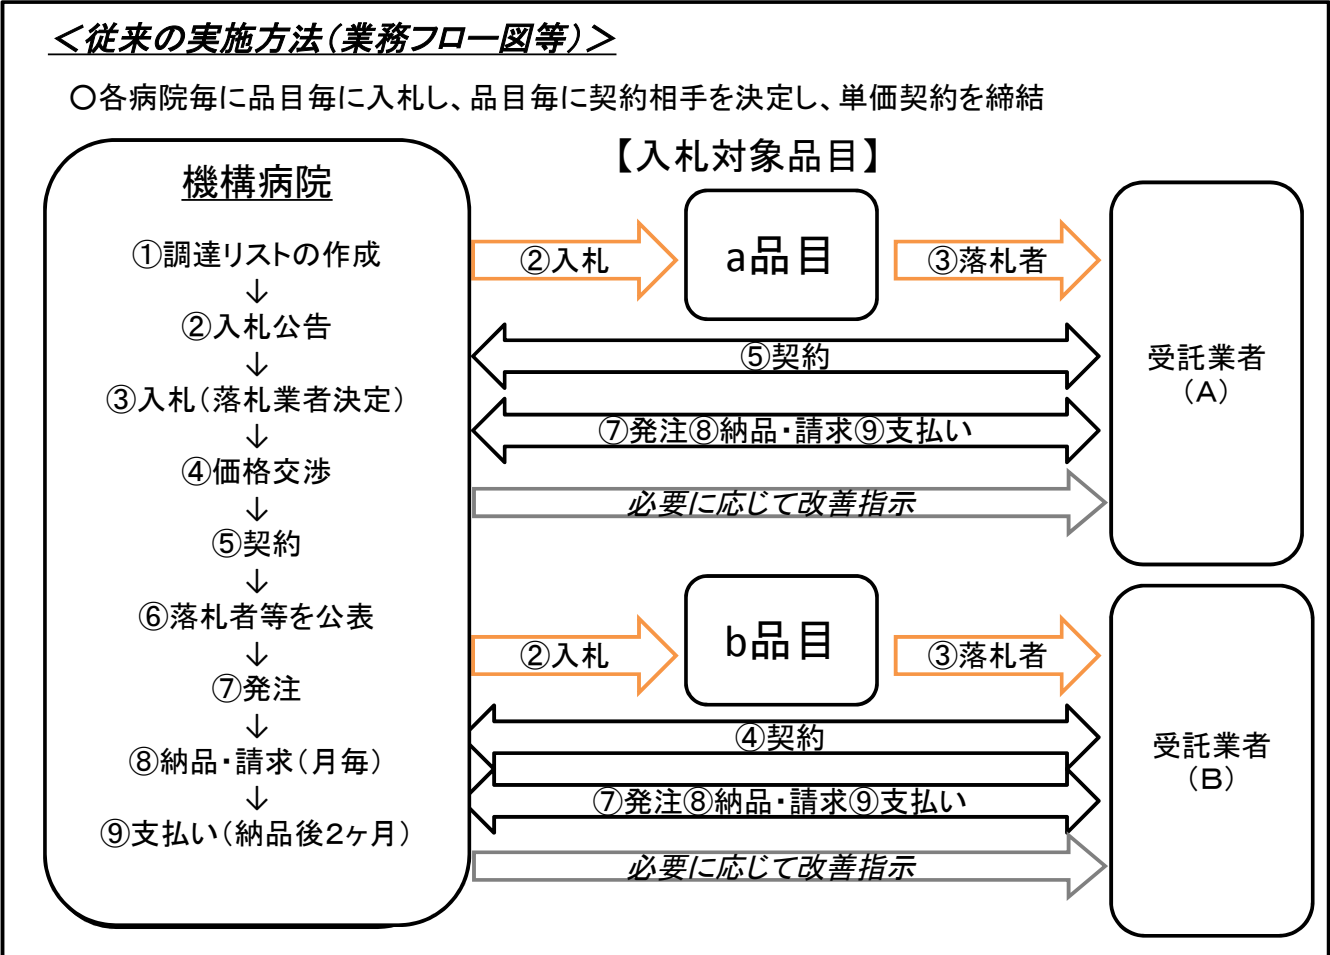 ＜従来の実施方法（業務フロー図等）＞
○各病院毎に品目毎に入札し、品目毎に契約相手を決定し、単価契約を締結
機構病院
①調達リストの作成
↓
②入札公告
↓
③入札（落札業者決定）
↓
④価格交渉
↓
⑤契約
↓
⑥落札者等を公表
↓
⑦発注
↓
⑧納品・請求（月毎）
↓
⑨支払い（納品後２ヶ月）
【入札対象品目】
②入札
a品目
③落札者
⑤契約
⑦発注⑧納品・請求⑨支払い
必要に応じて改善指示
受託業者
（Ａ）
②入札
b品目
③落札者
④契約
⑦発注⑧納品・請求⑨支払い
必要に応じて改善指示
受託業者
（Ｂ）